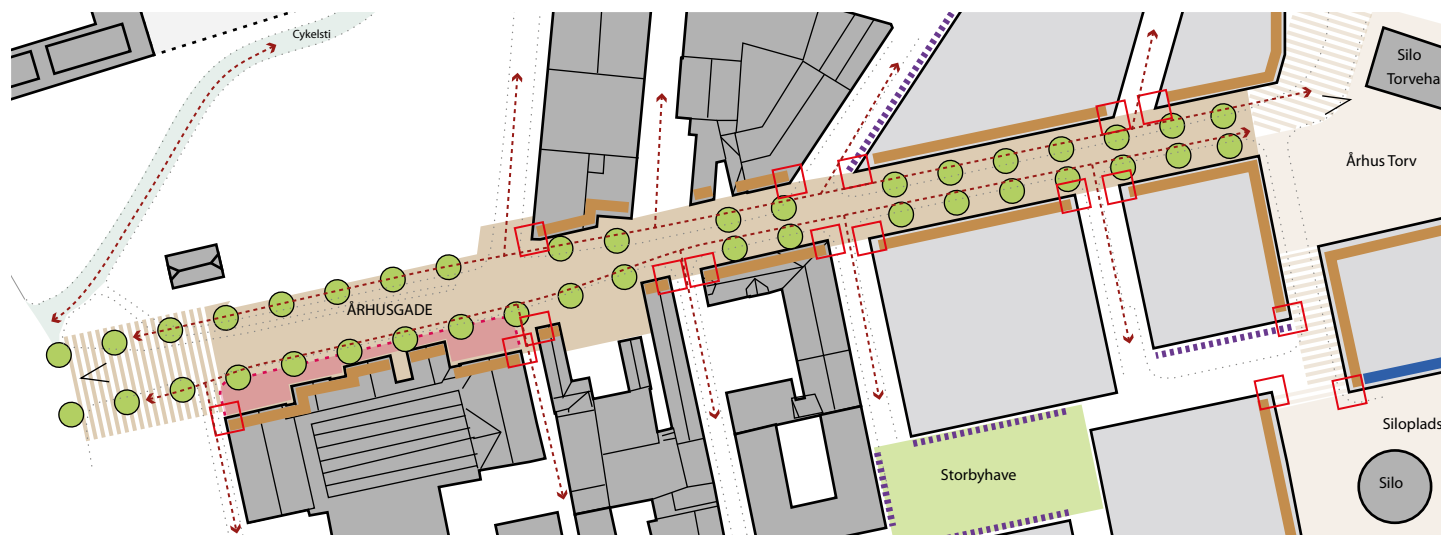 Cykelsti
Silo
Torveha
Århus Torv
ÅRHUSGADE
Siloplads
Storbyhave
Silo